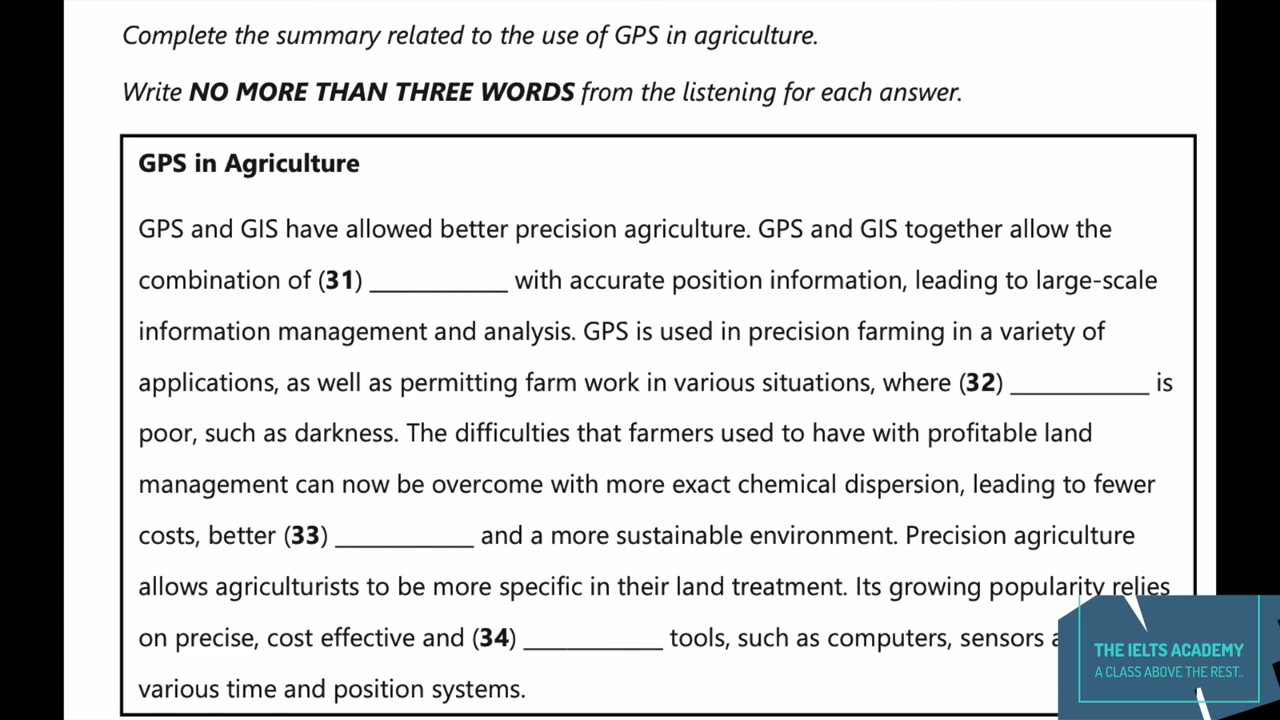 Complete the summary related to the use of GPS in agriculture.
Write NO MORE THAN THREE WORDS from the listening for each answer.
GPS in Agriculture
GPS and GIS have allowed better precision agriculture. GPS and GIS together allow the
combination of (31) __________ with accurate position information, leading to large-scale
information management and analysis. GPS is used in precision farming in a variety of
applications, as well as permitting farm work in various situations, where (32) __________ is
poor, such as darkness. The difficulties that farmers used to have with profitable land
management can now be overcome with more exact chemical dispersion, leading to fewer
costs, better (33) __________ and a more sustainable environment. Precision agriculture
allows agriculturists to be more specific in their land treatment. Its growing popularity relies
on precise, cost effective and (34) __________ tools, such as computers, sensors
various time and position systems.
THE IELTS ACADEMY
A CLASS ABOVE THE REST..